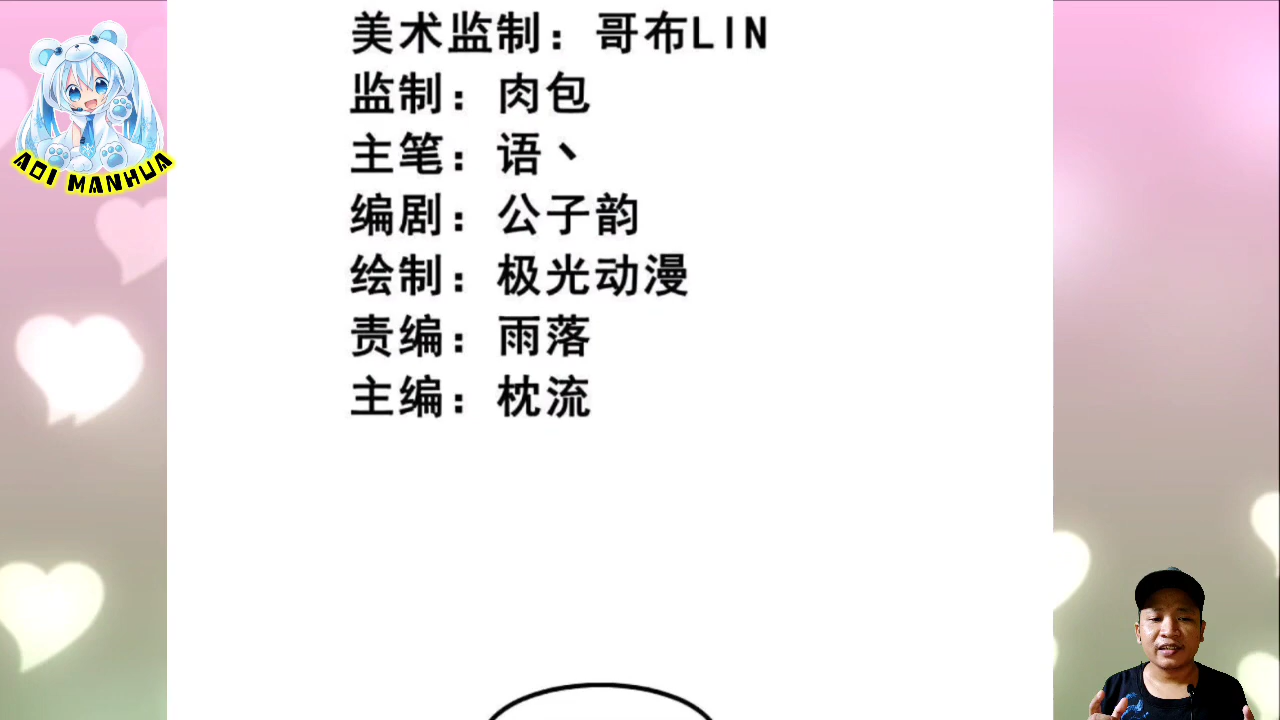 美术监制：哥布LIN
监制：肉包
主笔：语丶
编剧：公子韵
绘制：极光动漫
责编：雨落
主编：枕流
AOI MANHUA